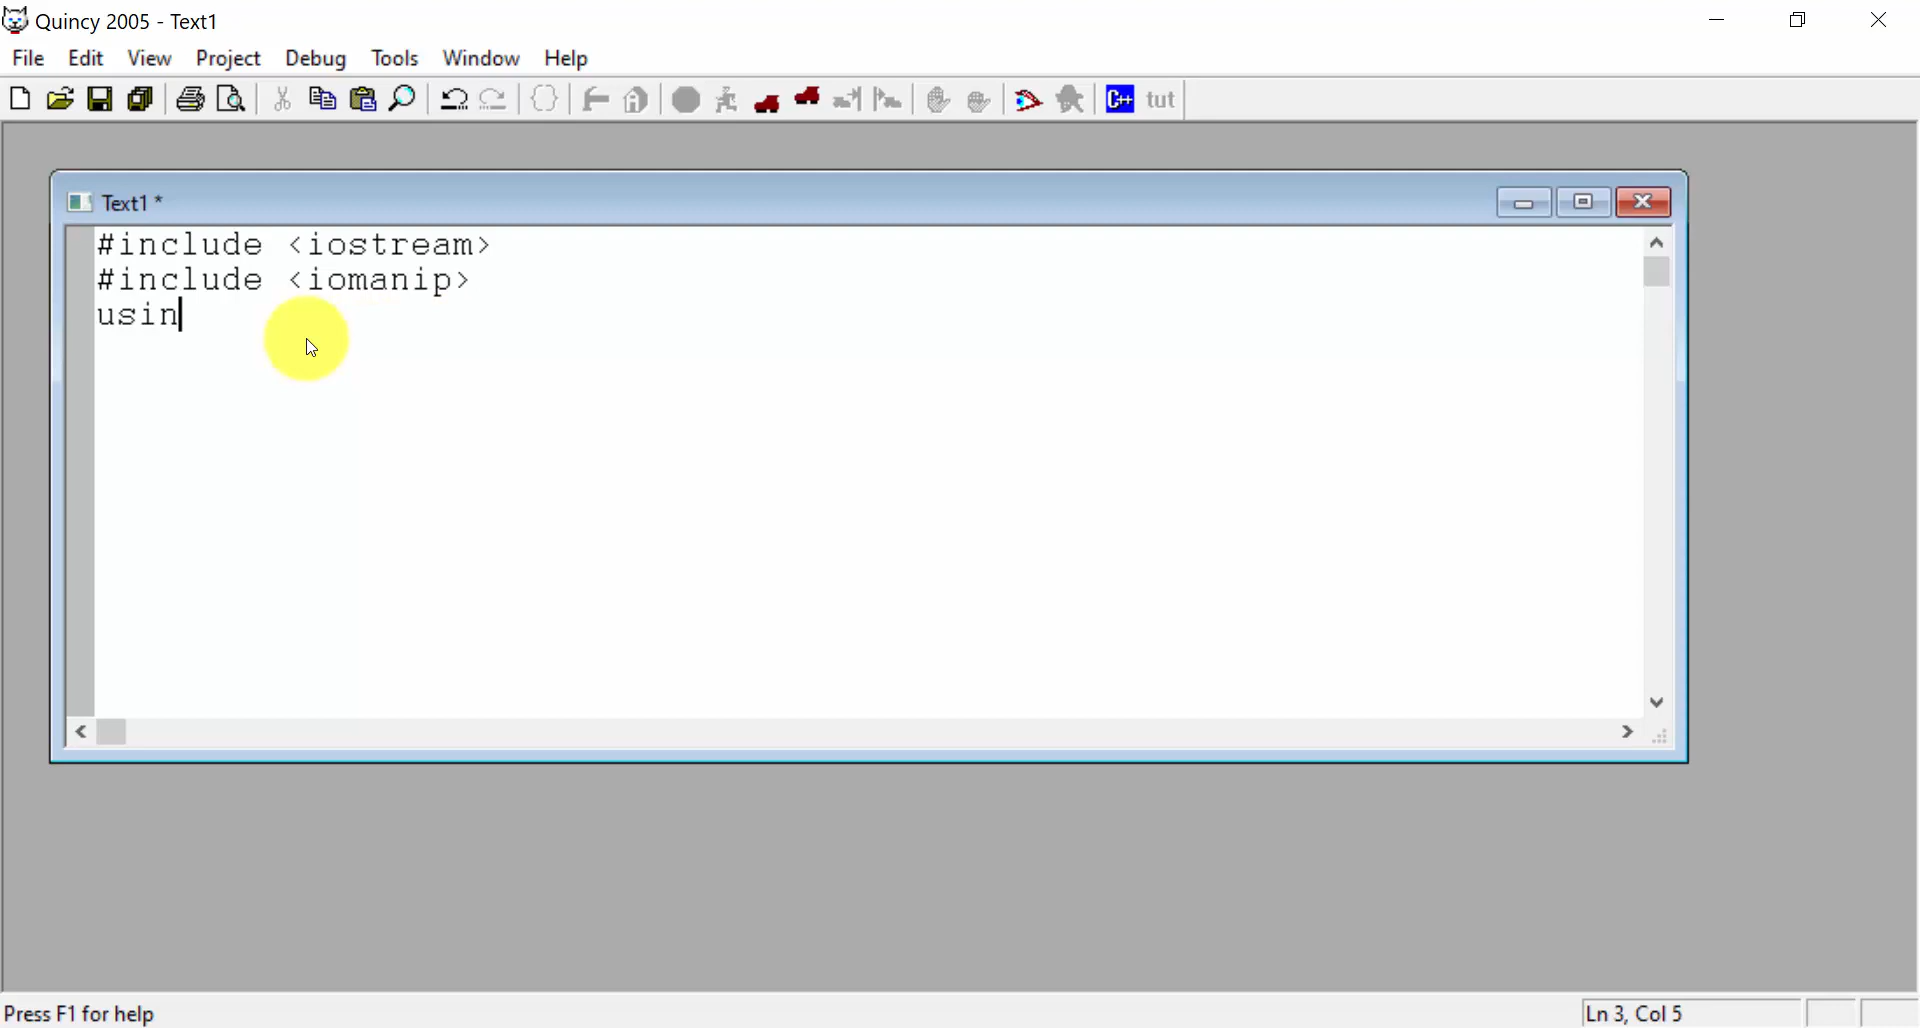 Quincy 2005 - Text1
File Edit View Project Debug Tools Window Help
C++ tut
Text1 *
#include <iostream>
#include <iomanip>
usin
Press F1 for help
Ln 3, Col 5